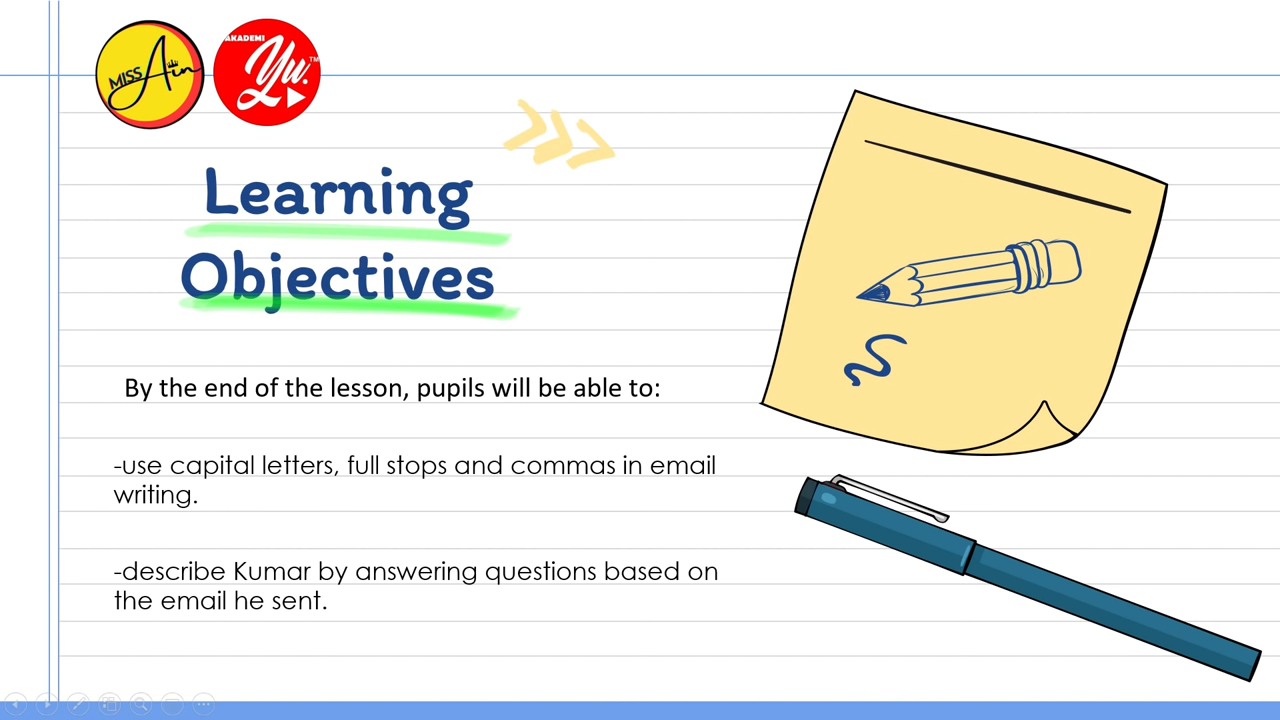 MISS Ain
AKADEMI
Yu.
TM
Learning
Objectives
By the end of the lesson, pupils will be able to:
-use capital letters, full stops and commas in email
writing.
-describe Kumar by answering questions based on
the email he sent.